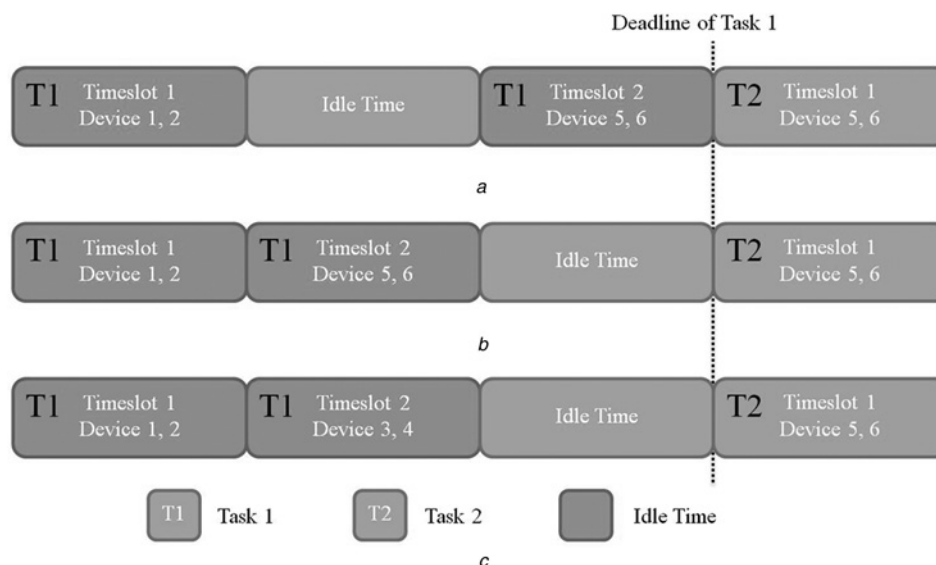 Deadline of Task 1
T1 Timeslot 1 Idle Time T1 Timeslot 2 T2 Timeslot 1
Device 1, 2 Device 5, 6 Device 5, 6
a
T1 Timeslot 1 T1 Timeslot 2 Idle Time T2 Timeslot 1
Device 1, 2 Device 5, 6 Device 5, 6
b
T1 Timeslot 1 T1 Timeslot 2 Idle Time T2 Timeslot 1
Device 1, 2 Device 3, 4 Device 5, 6
T1 Task 1 T2 Task 2 Idle Time
c